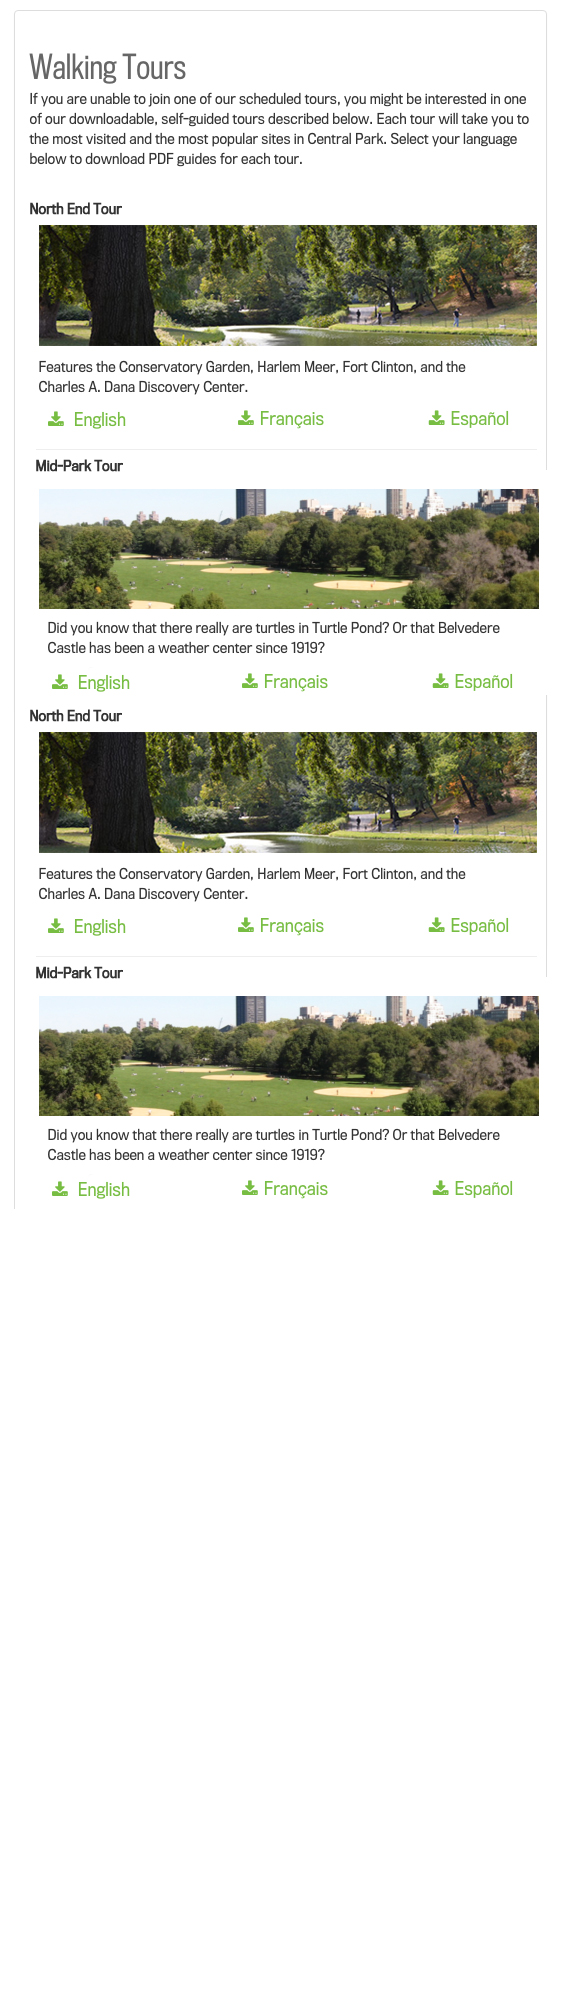 Walking Tours
If you are unable to join one of our scheduled tours, you might be interested in one
of our downloadable, self-guided tours described below. Each tour will take you to
the most visited and the most popular sites in Central Park. Select your language
below to download PDF guides for each tour.
North End Tour
Features the Conservatory Garden, Harlem Meer, Fort Clinton, and the
Charles A. Dana Discovery Center.
English Français Español
Mid-Park Tour
Did you know that there really are turtles in Turtle Pond? Or that Belvedere
Castle has been a weather center since 1919?
English Français Español
North End Tour
Features the Conservatory Garden, Harlem Meer, Fort Clinton, and the
Charles A. Dana Discovery Center.
English Français Español
Mid-Park Tour
Did you know that there really are turtles in Turtle Pond? Or that Belvedere
Castle has been a weather center since 1919?
English Français Español